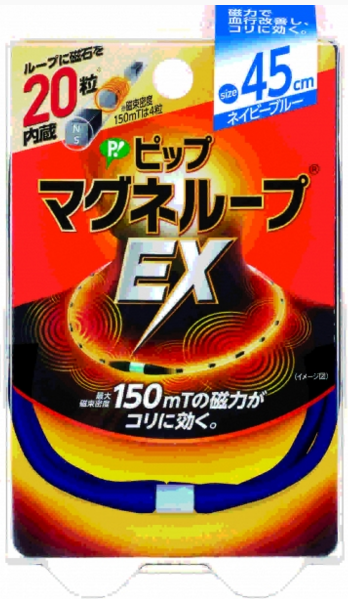 磁力で
血行改善し、
コリに効く。
size 45cm
ネイビーブルー
ループに磁石を
20粒※
内蔵
N
S
※磁束密度
150mTは4粒
P!
ピップ
マグネループ®
EX
(イメージ図)
最大
磁束密度 150mTの磁力が
コリに効く。